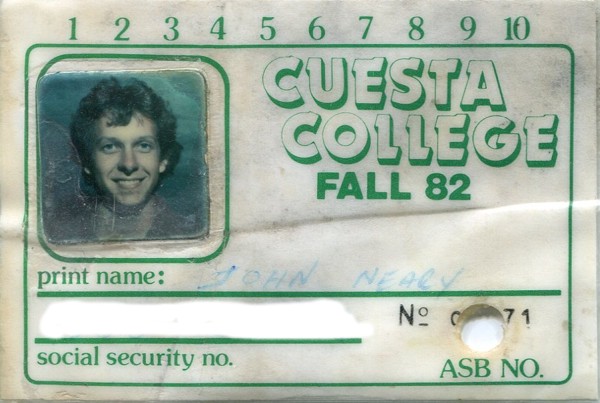 1 2 3 4 5 6 7 8 9 10
CUESTA
COLLEGE
FALL 82
print name: JOHN NEARY
Nº 71
social security no.
ASB NO.